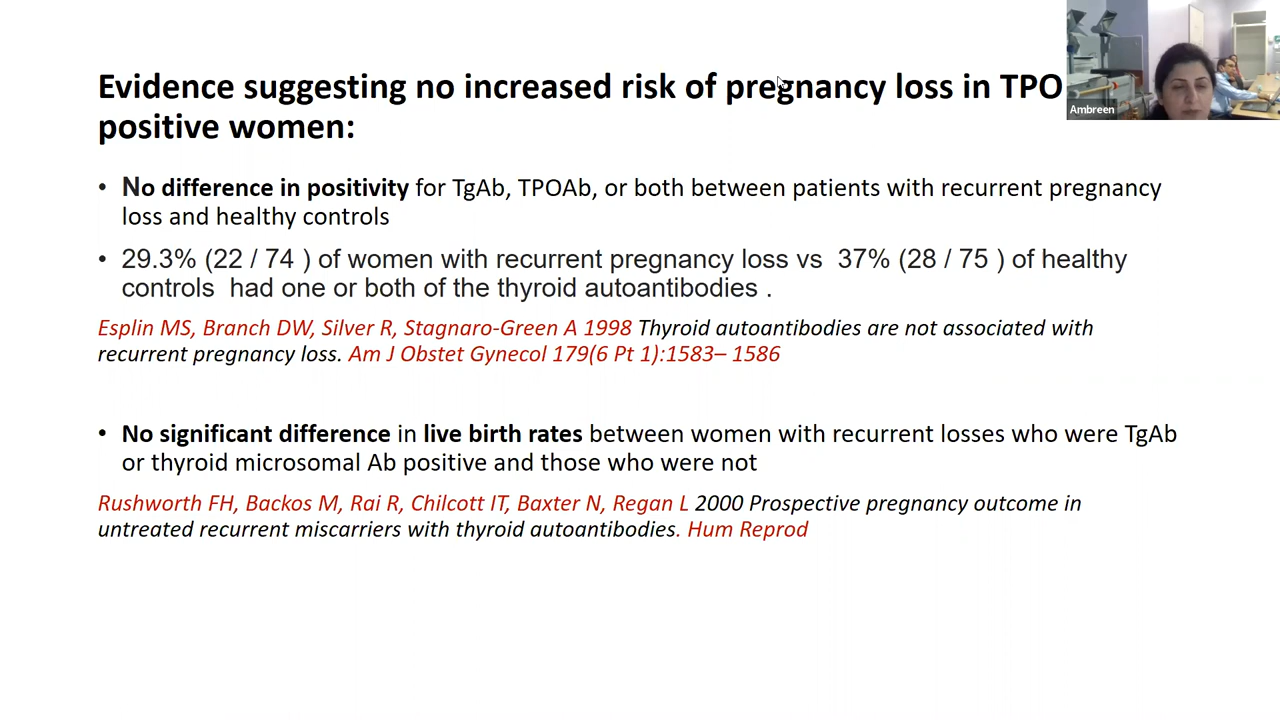 Evidence suggesting no increased risk of pregnancy loss in TPO
positive women:
Ambreen
• No difference in positivity for TgAb, TPOAb, or both between patients with recurrent pregnancy
loss and healthy controls
• 29.3% (22 / 74 ) of women with recurrent pregnancy loss vs 37% (28 / 75 ) of healthy
controls had one or both of the thyroid autoantibodies .
Esplin MS, Branch DW, Silver R, Stagnaro-Green A 1998 Thyroid autoantibodies are not associated with
recurrent pregnancy loss. Am J Obstet Gynecol 179(6 Pt 1):1583– 1586
• No significant difference in live birth rates between women with recurrent losses who were TgAb
or thyroid microsomal Ab positive and those who were not
Rushworth FH, Backos M, Rai R, Chilcott IT, Baxter N, Regan L 2000 Prospective pregnancy outcome in
untreated recurrent miscarriers with thyroid autoantibodies. Hum Reprod